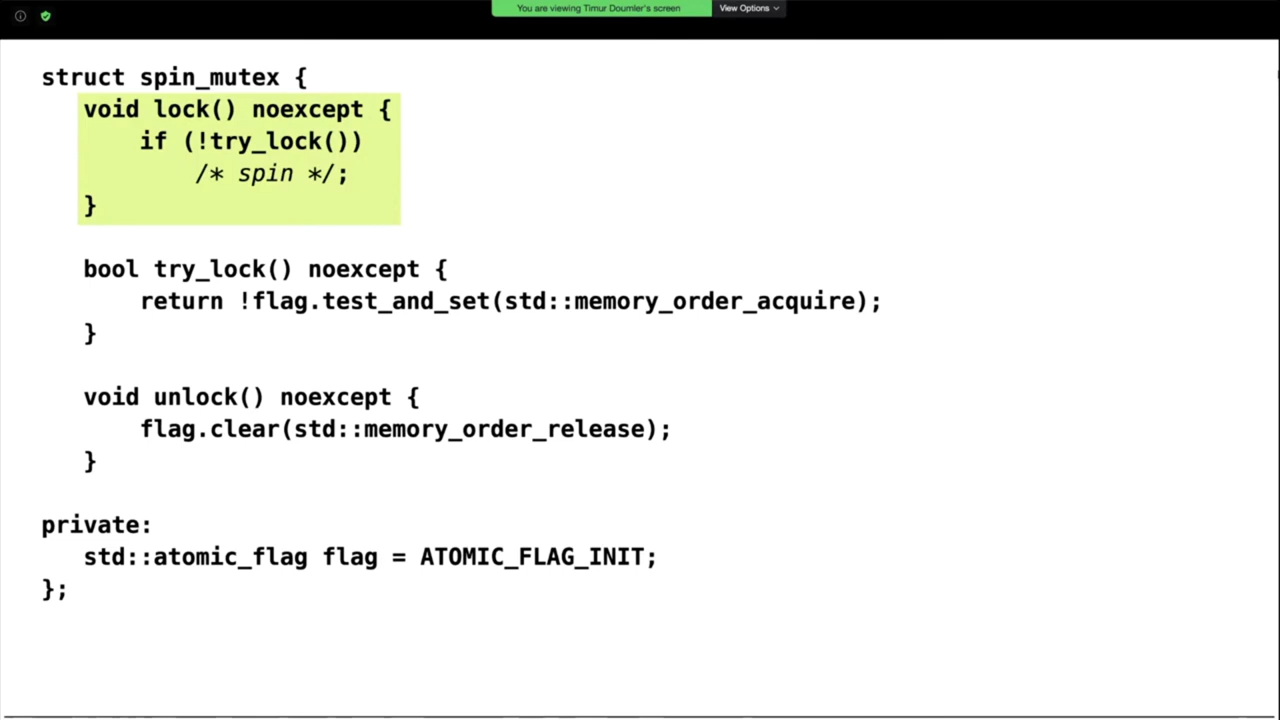 You are viewing Timur Doumler's screen
View Options
struct spin_mutex {
void lock() noexcept {
if (!try_lock())
/* spin */;
}
bool try_lock() noexcept {
return !flag.test_and_set(std::memory_order_acquire);
}
void unlock() noexcept {
flag.clear(std::memory_order_release);
}
private:
std::atomic_flag flag = ATOMIC_FLAG_INIT;
};